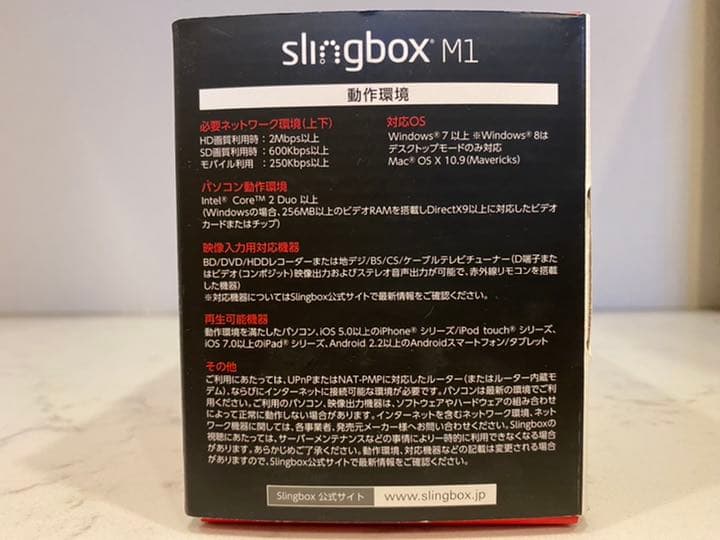 slingbox® M1
動作環境
必要ネットワーク環境(上下)
HD画質利用時：2Mbps以上
SD画質利用時：600Kbps以上
モバイル利用　：250Kbps以上
対応OS
Windows® 7 以上 ※Windows® 8は
デスクトップモードのみ対応
Mac® OS X 10.9(Mavericks)
パソコン動作環境
Intel® Core™ 2 Duo 以上
(Windowsの場合、256MB以上のビデオRAMを搭載しDirectX9以上に対応したビデオ
カードまたはチップ)
映像入力用対応機器
BD/DVD/HDDレコーダーまたは地デジ/BS/CS/ケーブルテレビチューナー(D端子ま
たはビデオ(コンポジット)映像出力およびステレオ音声出力が可能で、赤外線リモコンを搭載
した機器)
※対応機器についてはSlingbox公式サイトで最新情報をご確認ください。
再生可能機器
動作環境を満たしたパソコン、iOS 5.0以上のiPhone® シリーズ/iPod touch® シリーズ、
iOS 7.0以上のiPad® シリーズ、Android 2.2以上のAndroidスマートフォン/タブレット
その他
ご利用にあたっては、UPnPまたはNAT-PMPに対応したルーター(またはルーター内蔵モ
デム)、ならびにインターネットに接続可能な環境が必要です。パソコンは最新の環境でご利
用ください。ご利用のパソコン、映像出力機器は、ソフトウェアやハードウェアの組み合わせ
によって正常に動作しない場合があります。インターネットを含むネットワーク環境、ネット
ワーク機器に関しては、各事業者、発売元メーカー様へお問い合わせください。Slingboxの
視聴にあたっては、サーバーメンテナンスなどの事情により一時的に利用できなくなる場合
があります。あらかじめご了承ください。動作環境、対応機器などの記載は変更される場合
がありますので、Slingbox公式サイトで最新情報をご確認ください。
Slingbox 公式サイト
www.slingbox.jp